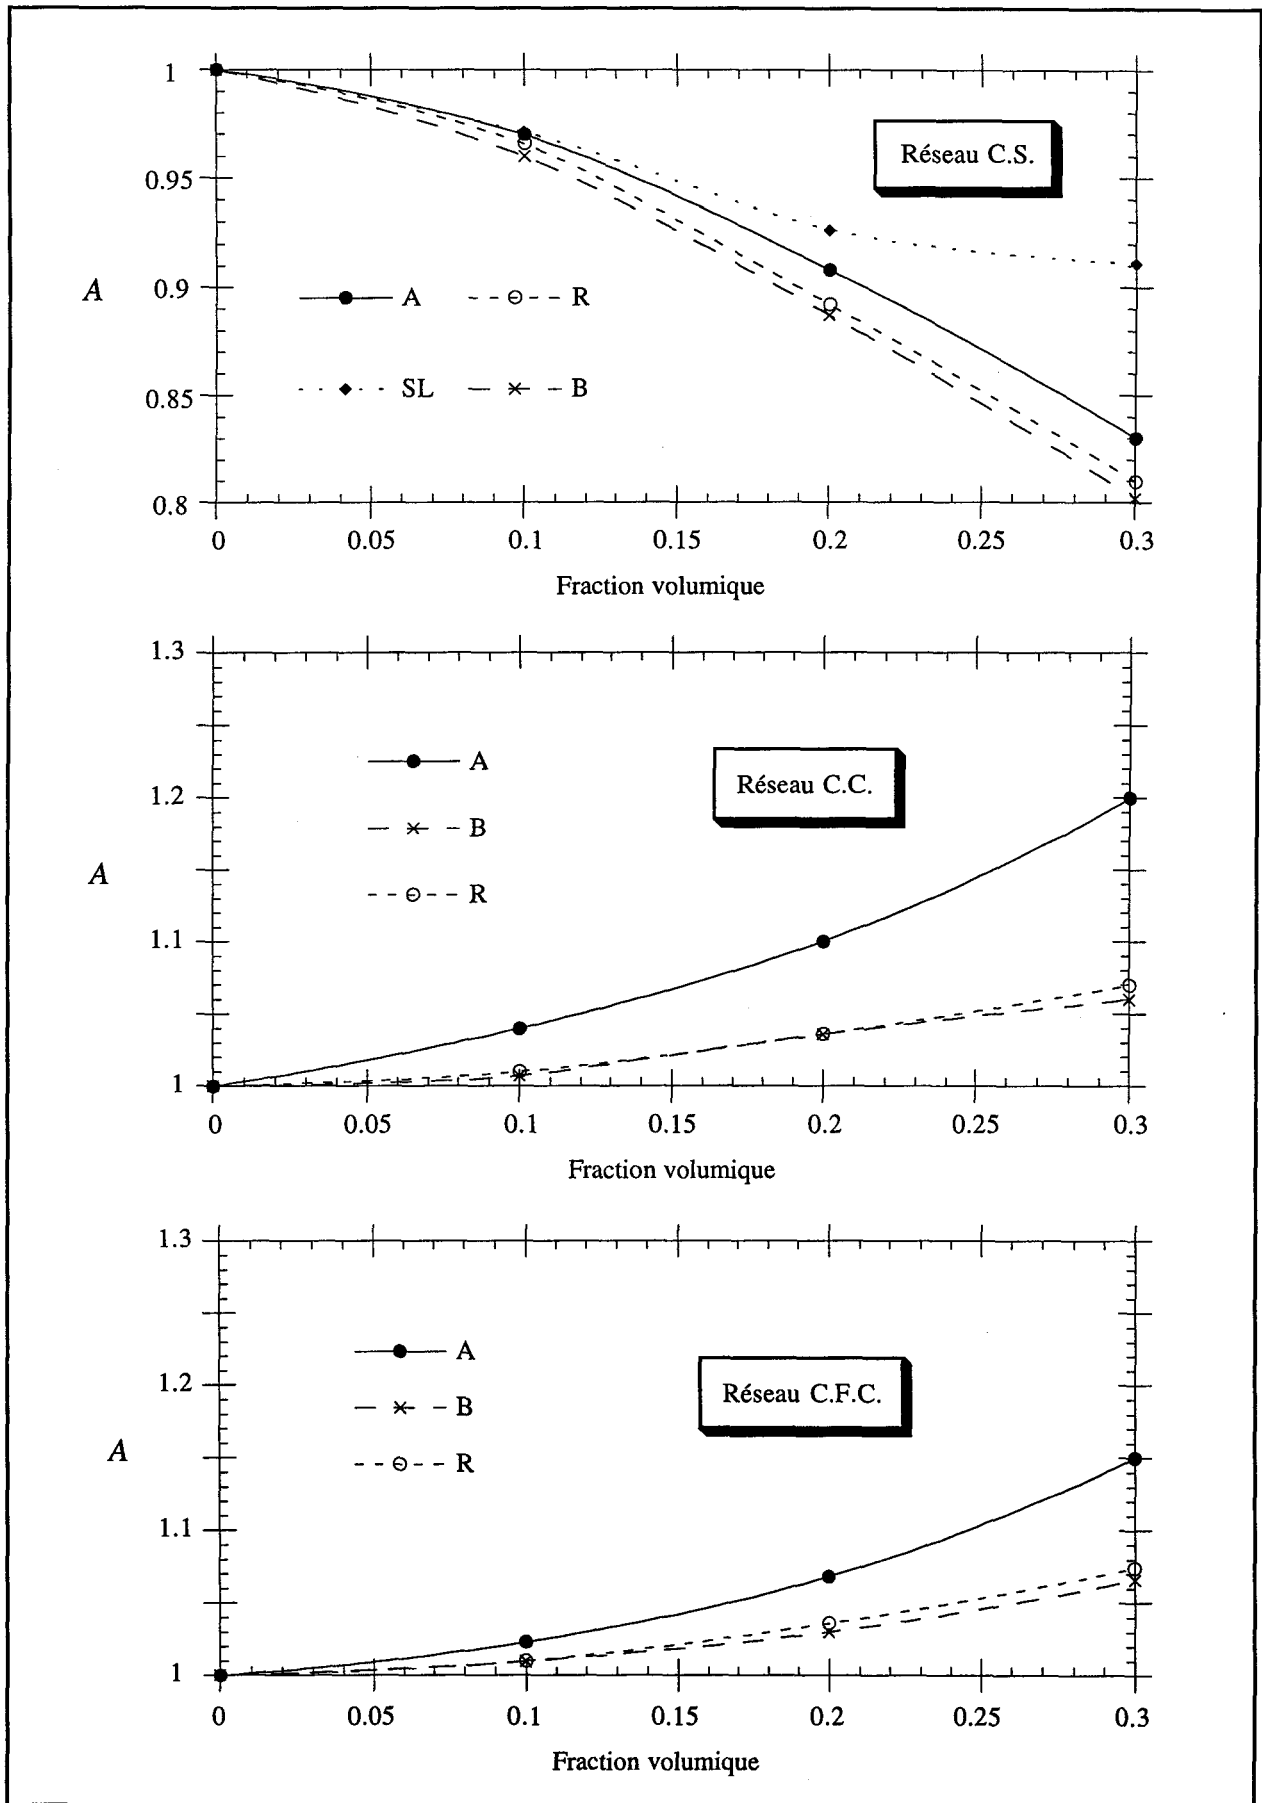 1
Réseau C.S.
0.95
A
0.9
A
R
0.85
SL
B
0.8
0
0.05
0.1
0.15
0.2
0.25
0.3
Fraction volumique
1.3
A
Réseau C.C.
1.2
B
A
R
1.1
1
0
0.05
0.1
0.15
0.2
0.25
0.3
Fraction volumique
1.3
A
1.2
Réseau C.F.C.
B
A
R
1.1
1
0
0.05
0.1
0.15
0.2
0.25
0.3
Fraction volumique